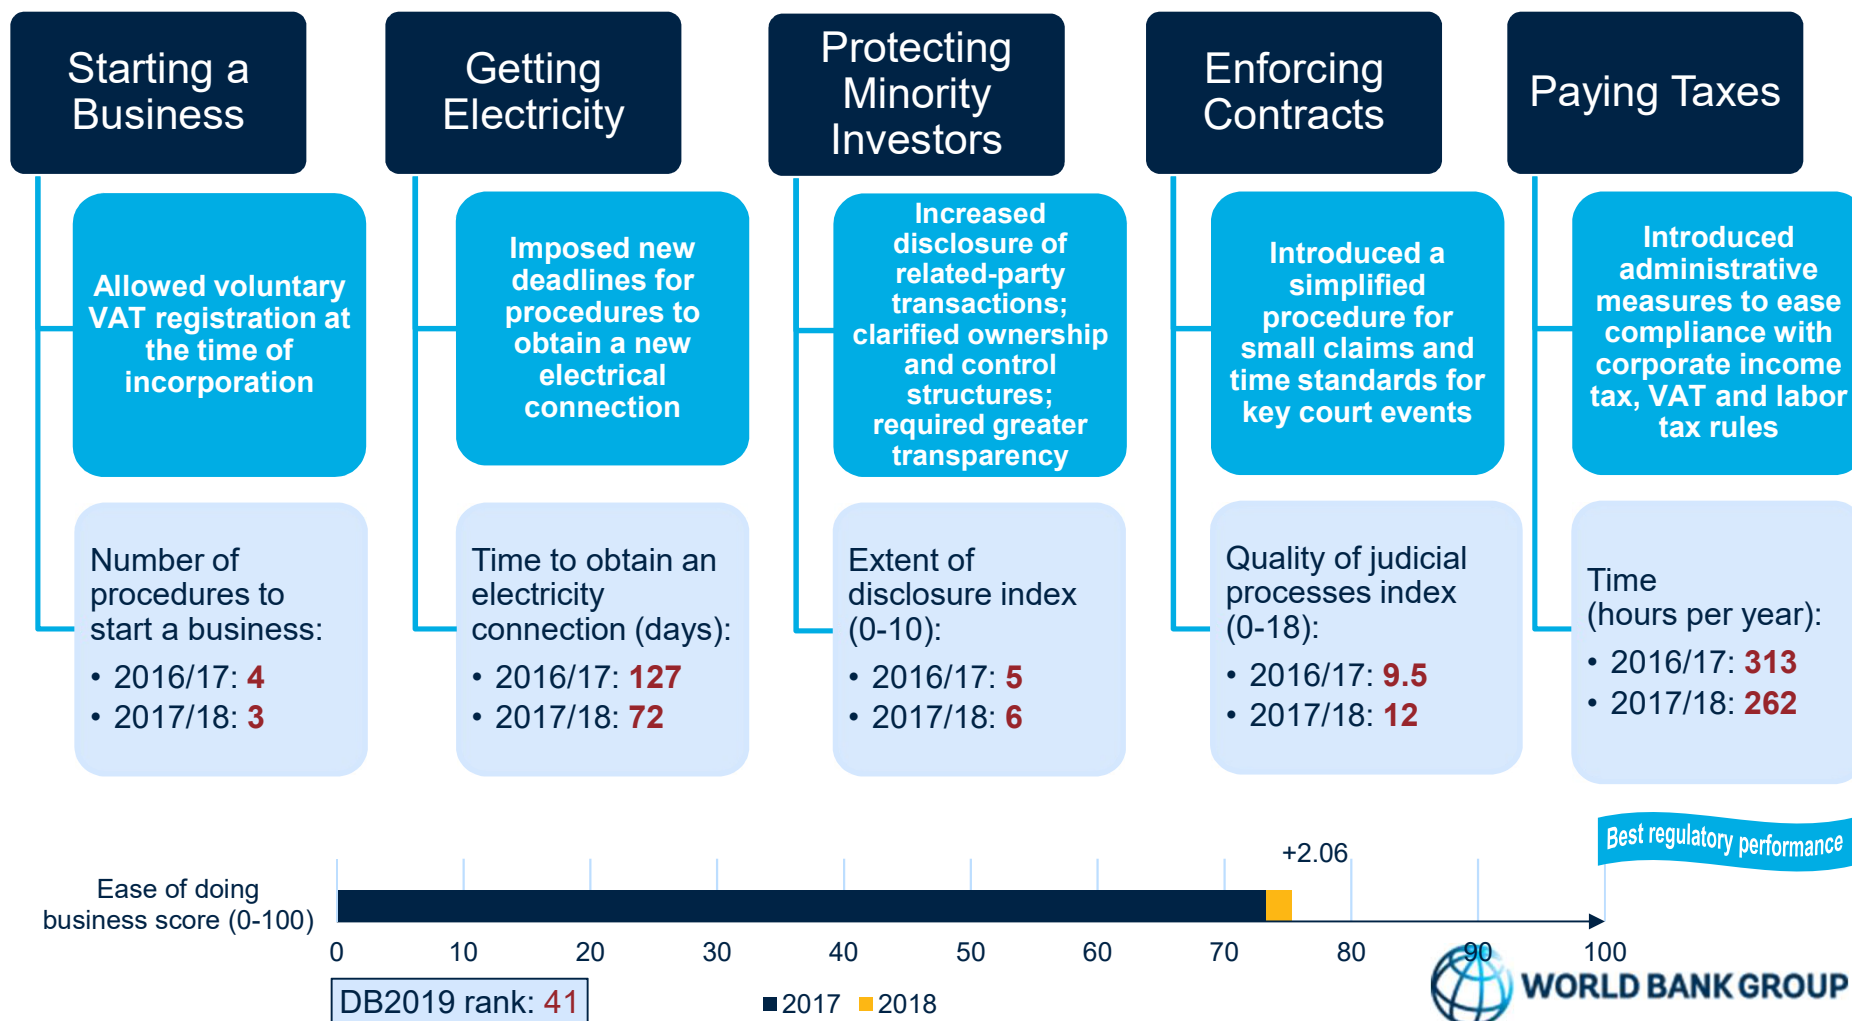 Starting a
Business
Getting
Electricity
Protecting
Minority
Investors
Enforcing
Contracts
Paying Taxes
Allowed voluntary
VAT registration at
the time of
incorporation
Imposed new
deadlines for
procedures to
obtain a new
electrical
connection
Increased
disclosure of
related-party
transactions;
clarified ownership
and control
structures;
required greater
transparency
Introduced a
simplified
procedure for
small claims and
time standards for
key court events
Introduced
administrative
measures to ease
compliance with
corporate income
tax, VAT and labor
tax rules
Number of
procedures to
start a business:
• 2016/17: 4
• 2017/18: 3
Time to obtain an
electricity
connection (days):
• 2016/17: 127
• 2017/18: 72
Extent of
disclosure index
(0-10):
• 2016/17: 5
• 2017/18: 6
Quality of judicial
processes index
(0-18):
• 2016/17: 9.5
• 2017/18: 12
Time
(hours per year):
• 2016/17: 313
• 2017/18: 262
Best regulatory performance
+2.06
Ease of doing
business score (0-100)
0 10 20 30 40 50 60 70 80 90 100
DB2019 rank: 41
2017 2018
WORLD BANK GROUP